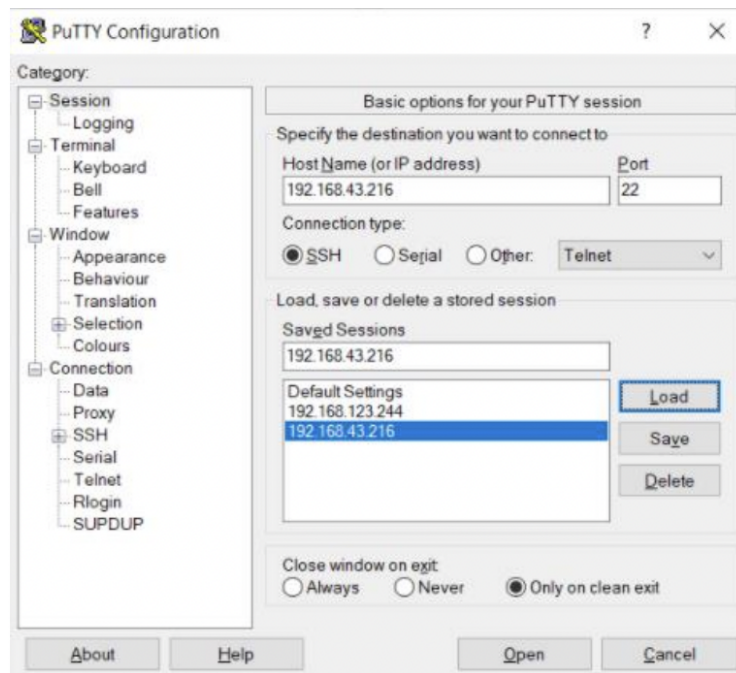 PuTTY Configuration
?
Category:
Session
Logging
Terminal
Keyboard
Bell
Features
Window
Appearance
Behaviour
Translation
Selection
Colours
Connection
Data
Proxy
SSH
Serial
Telnet
Rlogin
SUPDUP
Basic options for your PuTTY session
Specify the destination you want to connect to
Host Name (or IP address) Port
192.168.43.216 22
Connection type:
SSH Serial Other: Telnet
Load, save or delete a stored session
Saved Sessions
192.168.43.216
Default Settings
192.168.123.244
192.168.43.216
Load
Save
Delete
Close window on exit
Always Never Only on clean exit
About Help Open Cancel